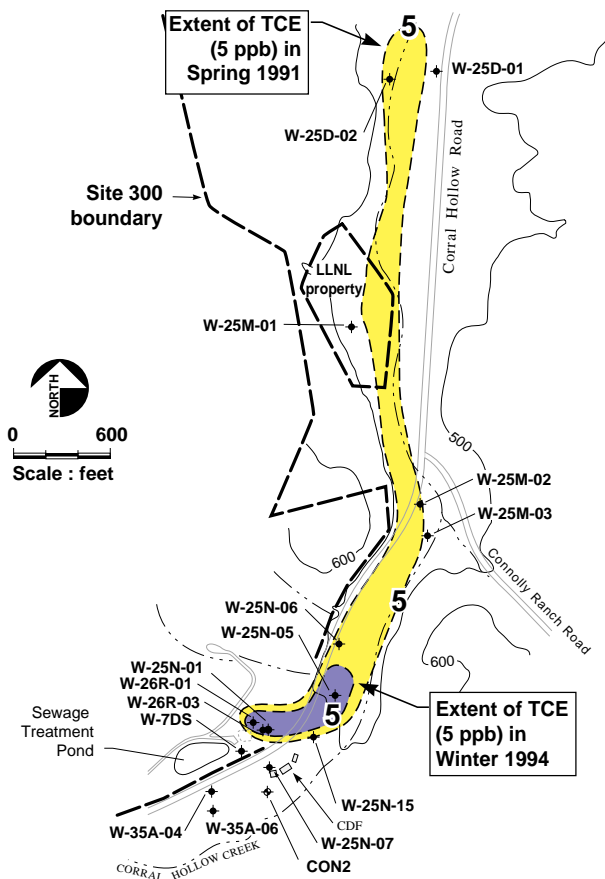 Extent of TCE
(5 ppb) in
Spring 1991
5
W-25D-01
W-25D-02
Corral Hollow Road
Site 300
boundary
LLNL
property
W-25M-01
NORTH
0 600
Scale : feet
500
W-25M-02
W-25M-03
600
Connolly Ranch Road
5
W-25N-06
W-25N-05
600
W-25N-01
W-26R-01
W-26R-03
W-7DS
5
Extent of TCE
(5 ppb) in
Winter 1994
Sewage
Treatment
Pond
W-25N-15
CDF
W-35A-04
W-35A-06
W-25N-07
CON2
CORRAL HOLLOW CREEK